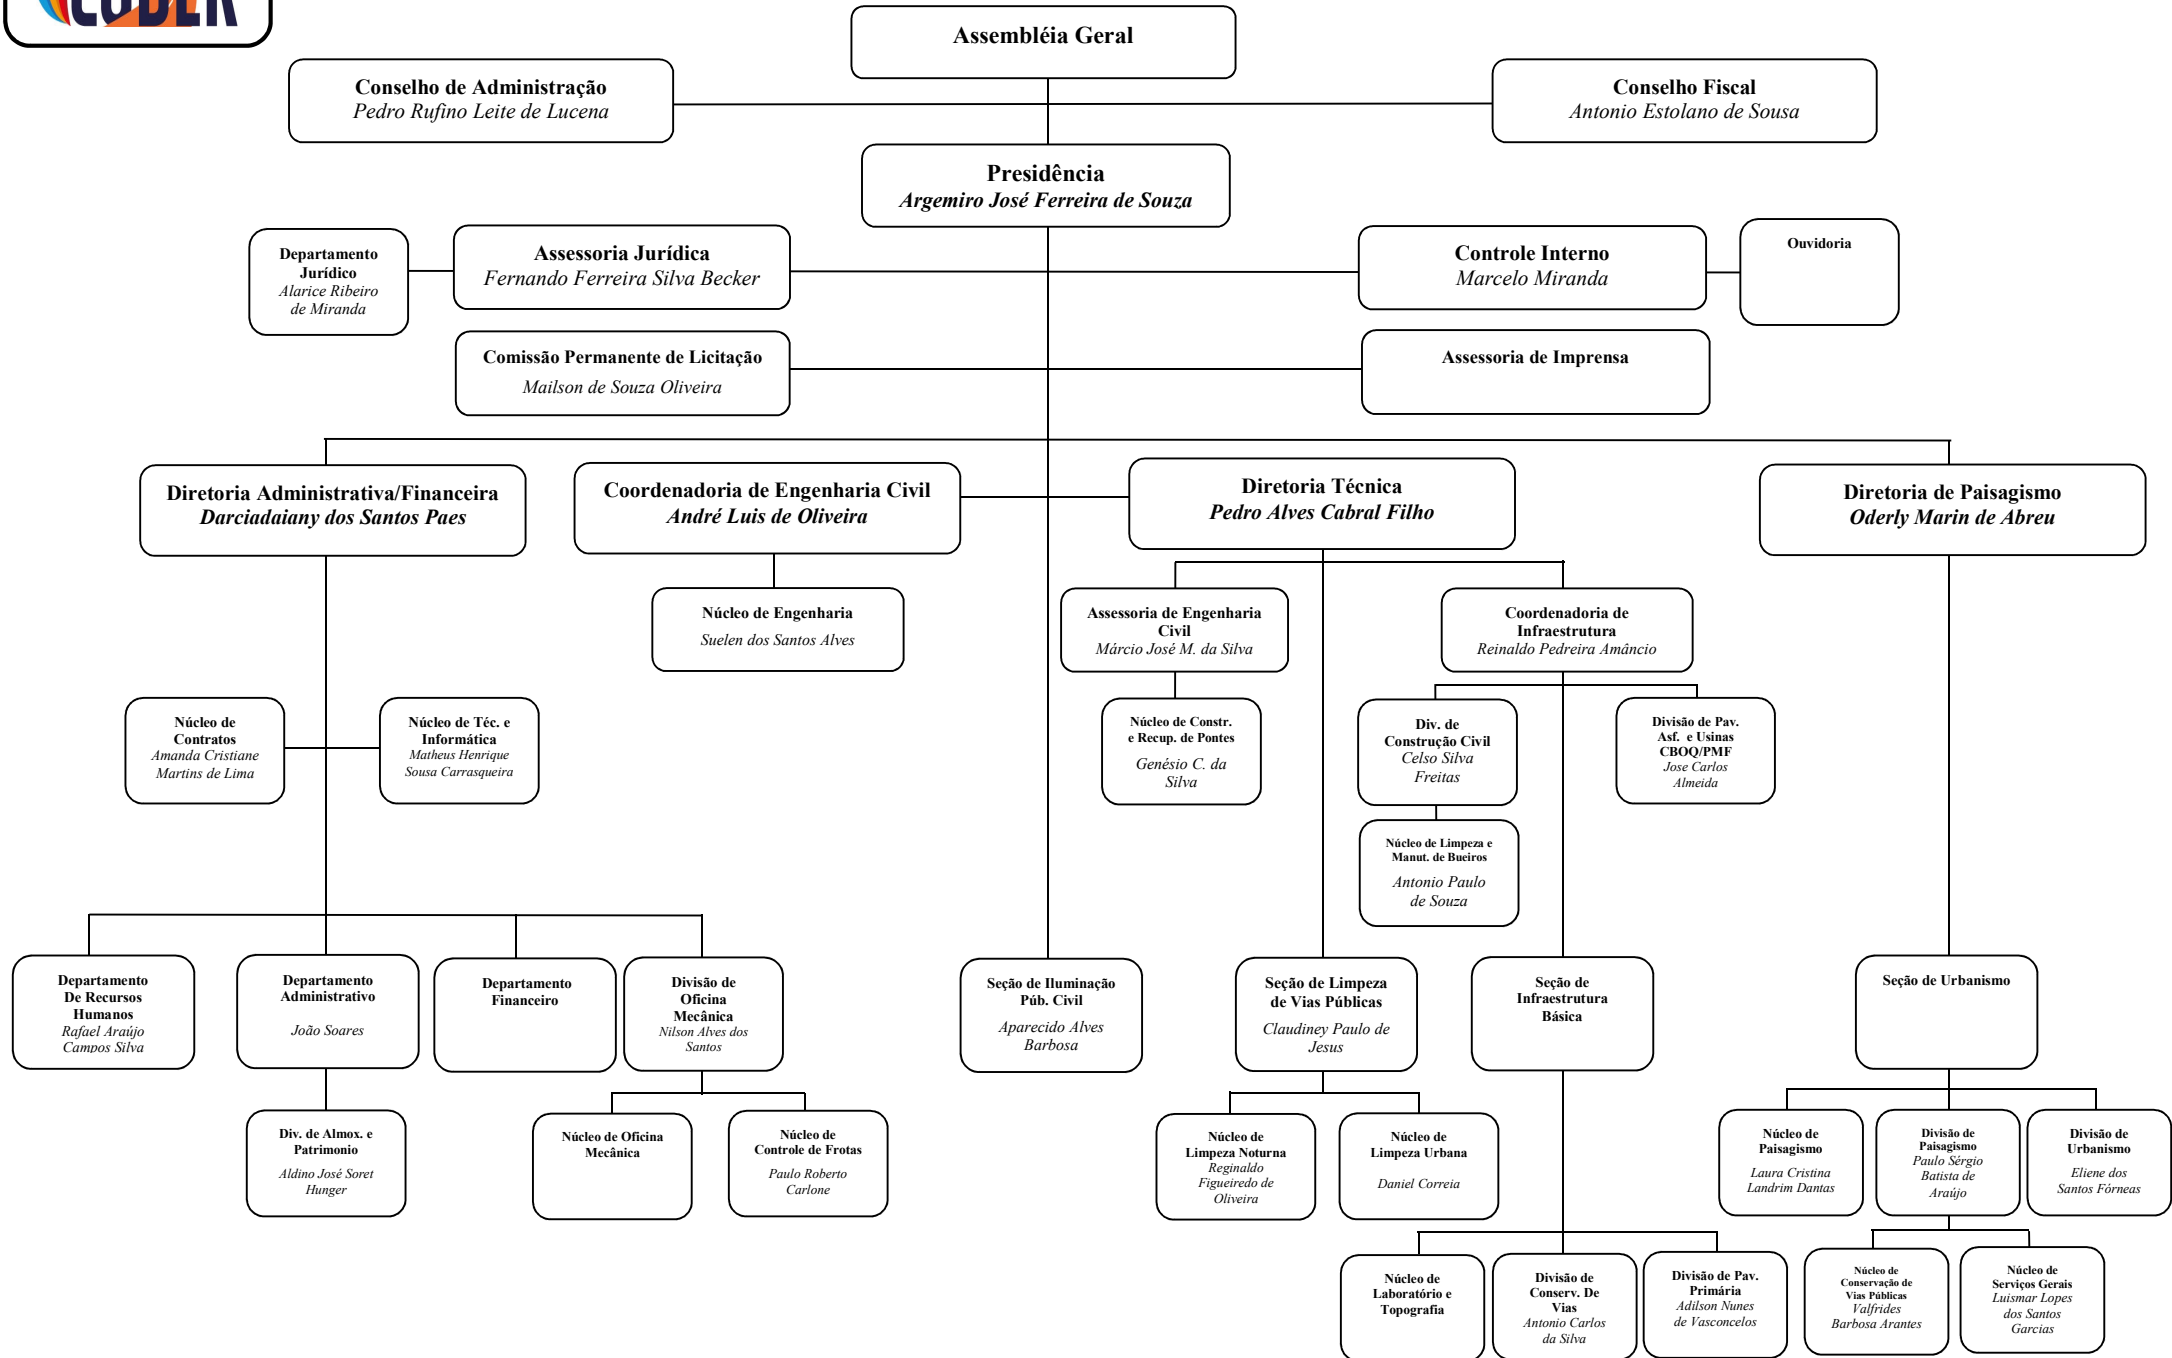 CODER
Assembléia Geral
Conselho de Administração
Pedro Rufino Leite de Lucena
Conselho Fiscal
Antonio Estolano de Sousa
Presidência
Argemiro José Ferreira de Souza
Departamento
Jurídico
Alarice Ribeiro
de Miranda
Assessoria Jurídica
Fernando Ferreira Silva Becker
Controle Interno
Marcelo Miranda
Ouvidoria
Comissão Permanente de Licitação
Mailson de Souza Oliveira
Assessoria de Imprensa
Diretoria Administrativa/Financeira
Darciadaiany dos Santos Paes
Coordenadoria de Engenharia Civil
André Luis de Oliveira
Diretoria Técnica
Pedro Alves Cabral Filho
Diretoria de Paisagismo
Oderly Marin de Abreu
Núcleo de Engenharia
Suelen dos Santos Alves
Assessoria de Engenharia
Civil
Márcio José M. da Silva
Coordenadoria de
Infraestrutura
Reinaldo Pedreira Amâncio
Núcleo de
Contratos
Amanda Cristiane
Martins de Lima
Núcleo de Téc. e
Informática
Matheus Henrique
Sousa Carrasqueira
Núcleo de Constr.
e Recup. de Pontes
Genésio C. da
Silva
Div. de
Construção Civil
Celso Silva
Freitas
Divisão de Pav.
Asf. e Usinas
CBOQ/PMF
Jose Carlos
Almeida
Núcleo de Limpeza e
Manut. de Bueiros
Antonio Paulo
de Souza
Departamento
De Recursos
Humanos
Rafael Araújo
Campos Silva
Departamento
Administrativo
João Soares
Departamento
Financeiro
Divisão de
Oficina
Mecânica
Nilson Alves dos
Santos
Seção de Iluminação
Púb. Civil
Aparecido Alves
Barbosa
Seção de Limpeza
de Vias Públicas
Claudiney Paulo de
Jesus
Seção de
Infraestrutura
Básica
Seção de Urbanismo
Div. de Almox. e
Patrimonio
Aldino José Soret
Hunger
Núcleo de Oficina
Mecânica
Núcleo de
Controle de Frotas
Paulo Roberto
Carlone
Núcleo de
Limpeza Noturna
Reginaldo
Figueiredo de
Oliveira
Núcleo de
Limpeza Urbana
Daniel Correia
Núcleo de
Paisagismo
Laura Cristina
Landrim Dantas
Divisão de
Paisagismo
Paulo Sérgio
Batista de
Araújo
Divisão de
Urbanismo
Eliene dos
Santos Fórneas
Núcleo de
Laboratório e
Topografia
Divisão de
Conserv. De
Vias
Antonio Carlos
da Silva
Divisão de Pav.
Primária
Adilson Nunes
de Vasconcelos
Núcleo de
Conservação de
Vias Públicas
Valfrides
Barbosa Arantes
Núcleo de
Serviços Gerais
Luismar Lopes
dos Santos
Garcias